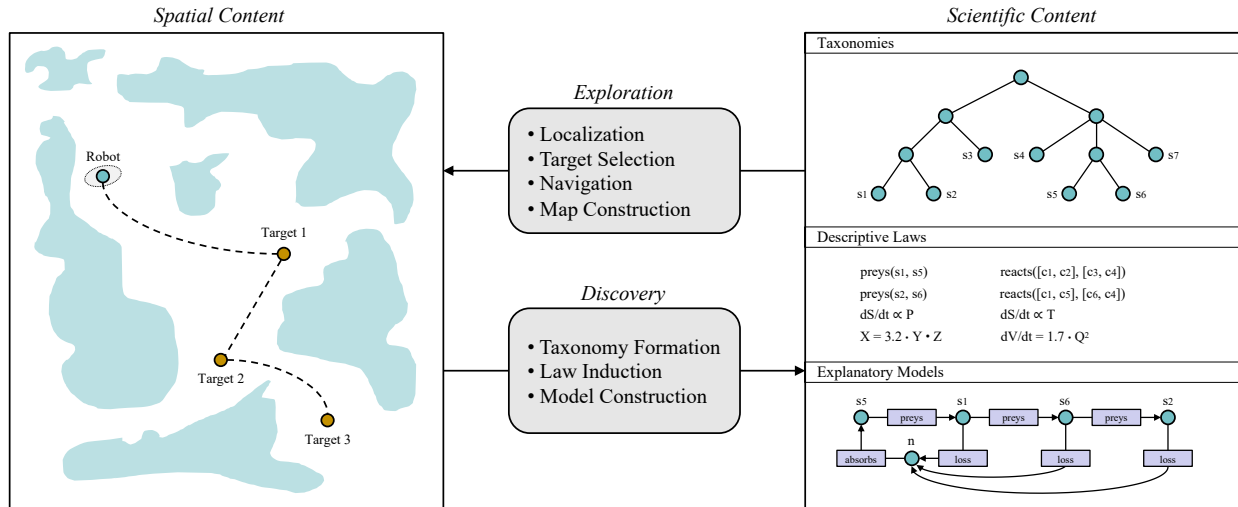 Spatial Content
Robot
Target 1
Target 2
Target 3
Exploration
• Localization
• Target Selection
• Navigation
• Map Construction
Discovery
• Taxonomy Formation
• Law Induction
• Model Construction
Scientific Content
Taxonomies
s3
s4
s7
s1
s2
s5
s6
Descriptive Laws
preys(s1, s5)
reacts([c1, c2], [c3, c4])
preys(s2, s6)
reacts([c1, c5], [c6, c4])
dS/dt ∝ P
dS/dt ∝ T
X = 3.2 · Y · Z
dV/dt = 1.7 · Q²
Explanatory Models
s5
s1
s6
s2
preys
preys
preys
n
absorbs
loss
loss
loss